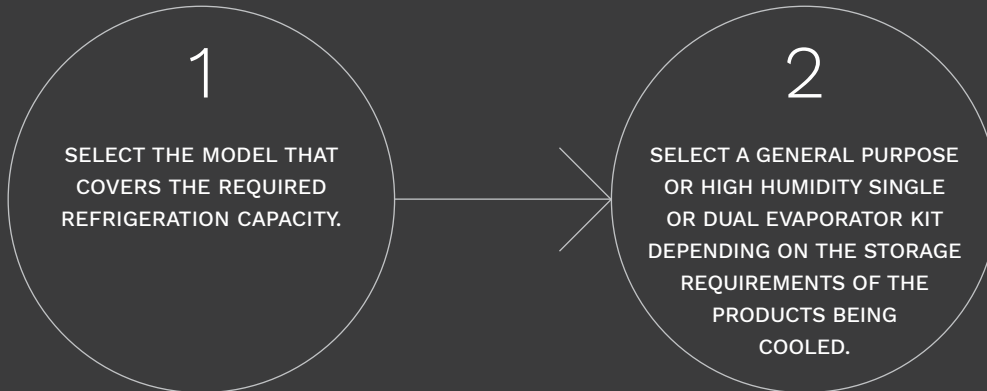 1
SELECT THE MODEL THAT
COVERS THE REQUIRED
REFRIGERATION CAPACITY.
2
SELECT A GENERAL PURPOSE
OR HIGH HUMIDITY SINGLE
OR DUAL EVAPORATOR KIT
DEPENDING ON THE STORAGE
REQUIREMENTS OF THE
PRODUCTS BEING
COOLED.